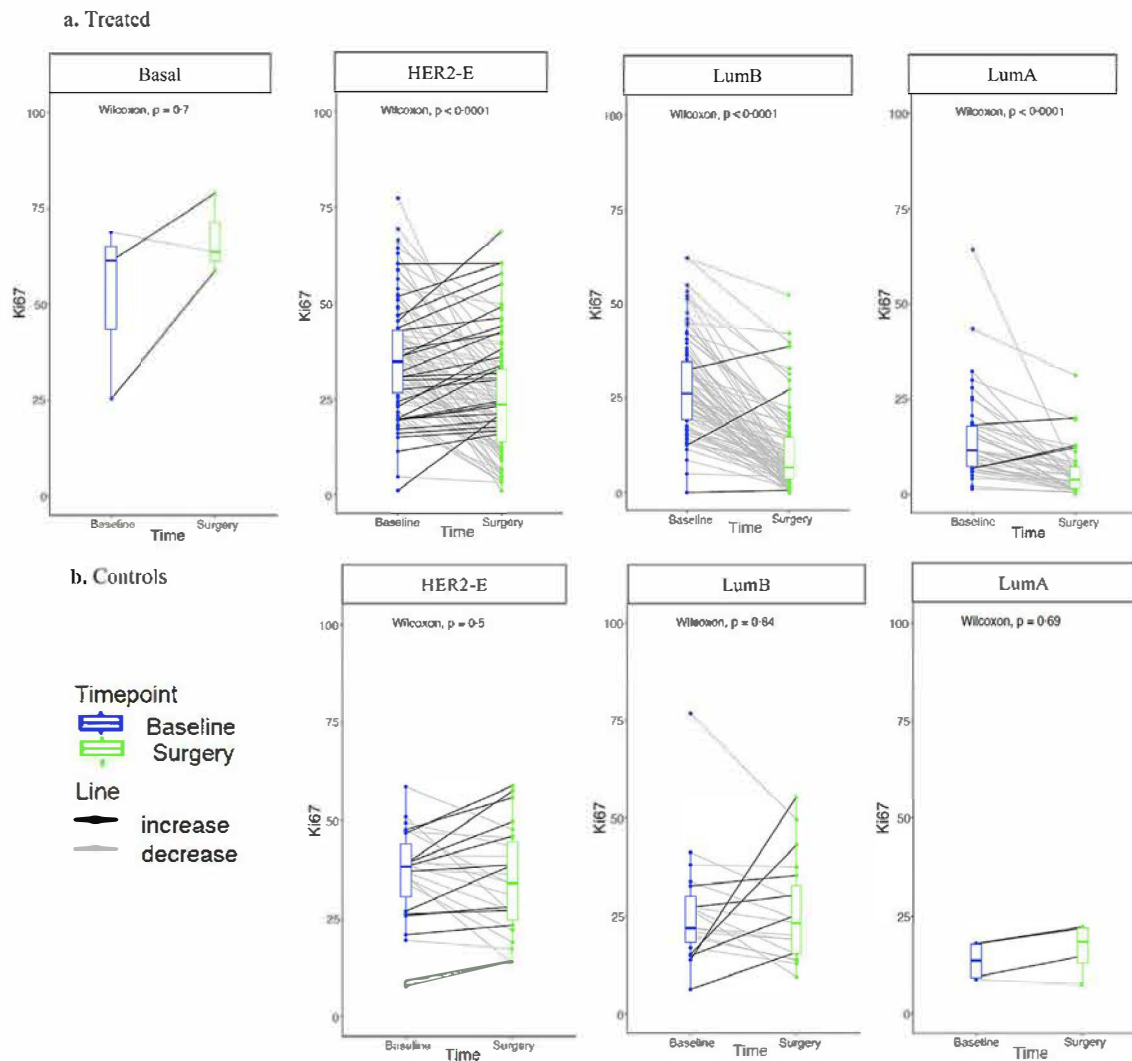 a. Treated
Basal
HER2-E
LumB
LumA
Wilcoxon, p = 0·7
Wilcoxon, p < 0·0001
Wilcoxon, p < 0·0001
Wilcoxon, p < 0·0001
100
75
50
25
0
Ki67
Baseline
Surgery
Time
100
75
50
25
0
Ki67
Baseline
Surgery
Time
100
75
50
25
0
Ki67
Baseline
Surgery
Time
100
75
50
25
0
Ki67
Baseline
Surgery
Time
b. Controls
HER2-E
LumB
LumA
Wilcoxon, p = 0·5
Wilcoxon, p = 0·84
Wilcoxon, p = 0·69
100
75
50
25
0
Ki67
Baseline
Surgery
Time
100
75
50
25
0
Ki67
Baseline
Surgery
Time
100
75
50
25
0
Ki67
Baseline
Surgery
Time
Timepoint
Baseline
Surgery
Line
increase
decrease